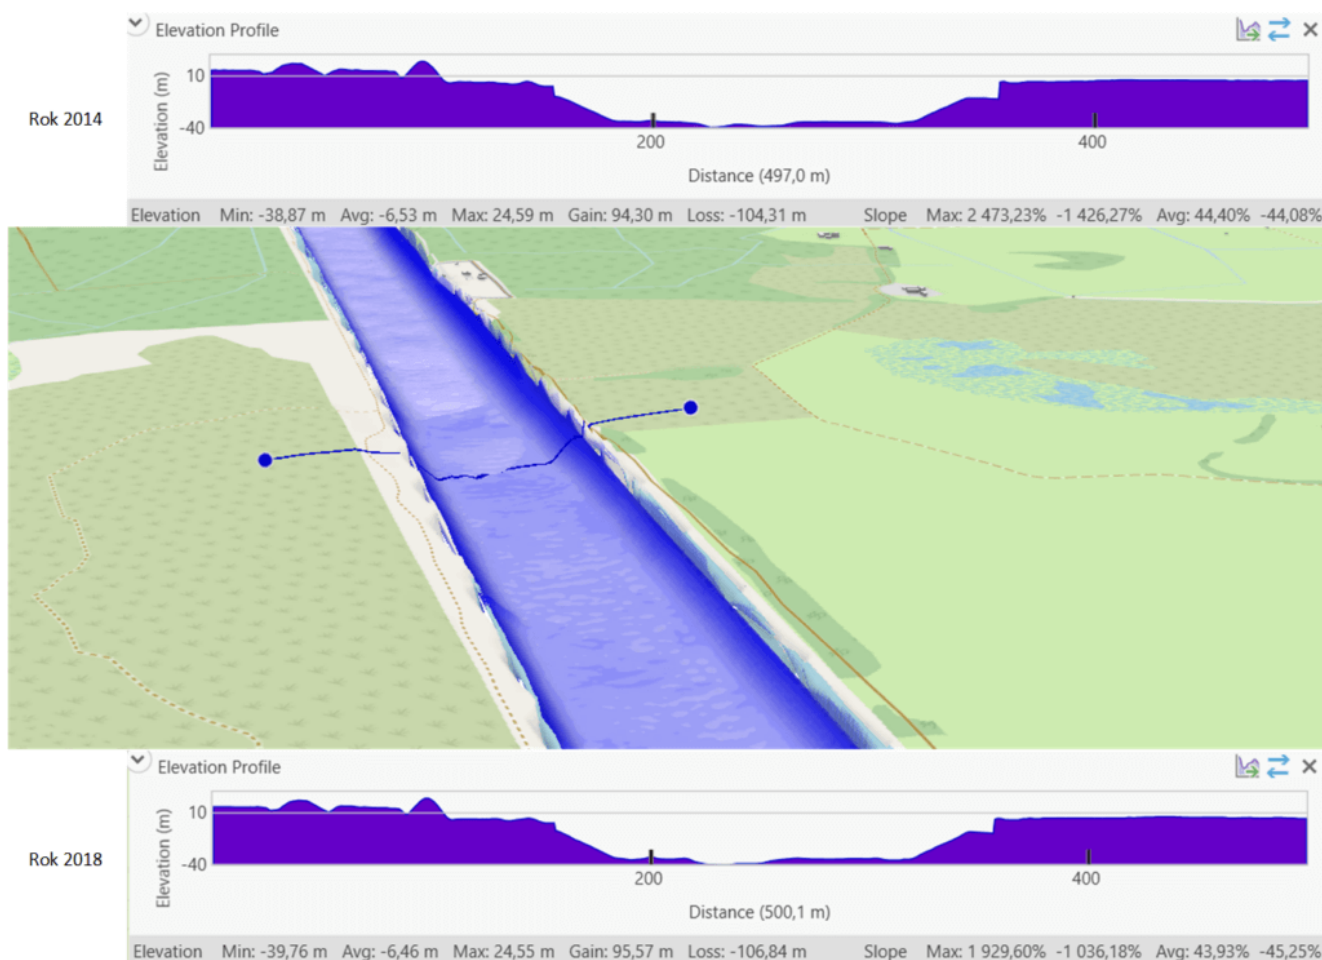 Elevation Profile
Rok 2014
Elevation (m)
10
-40
200
400
Distance (497,0 m)
Elevation Min: -38,87 m Avg: -6,53 m Max: 24,59 m Gain: 94,30 m Loss: -104,31 m Slope Max: 2 473,23% -1 426,27% Avg: 44,40% -44,08%
Elevation Profile
Rok 2018
Elevation (m)
10
-40
200
400
Distance (500,1 m)
Elevation Min: -39,76 m Avg: -6,46 m Max: 24,55 m Gain: 95,57 m Loss: -106,84 m Slope Max: 1 929,60% -1 036,18% Avg: 43,93% -45,25%